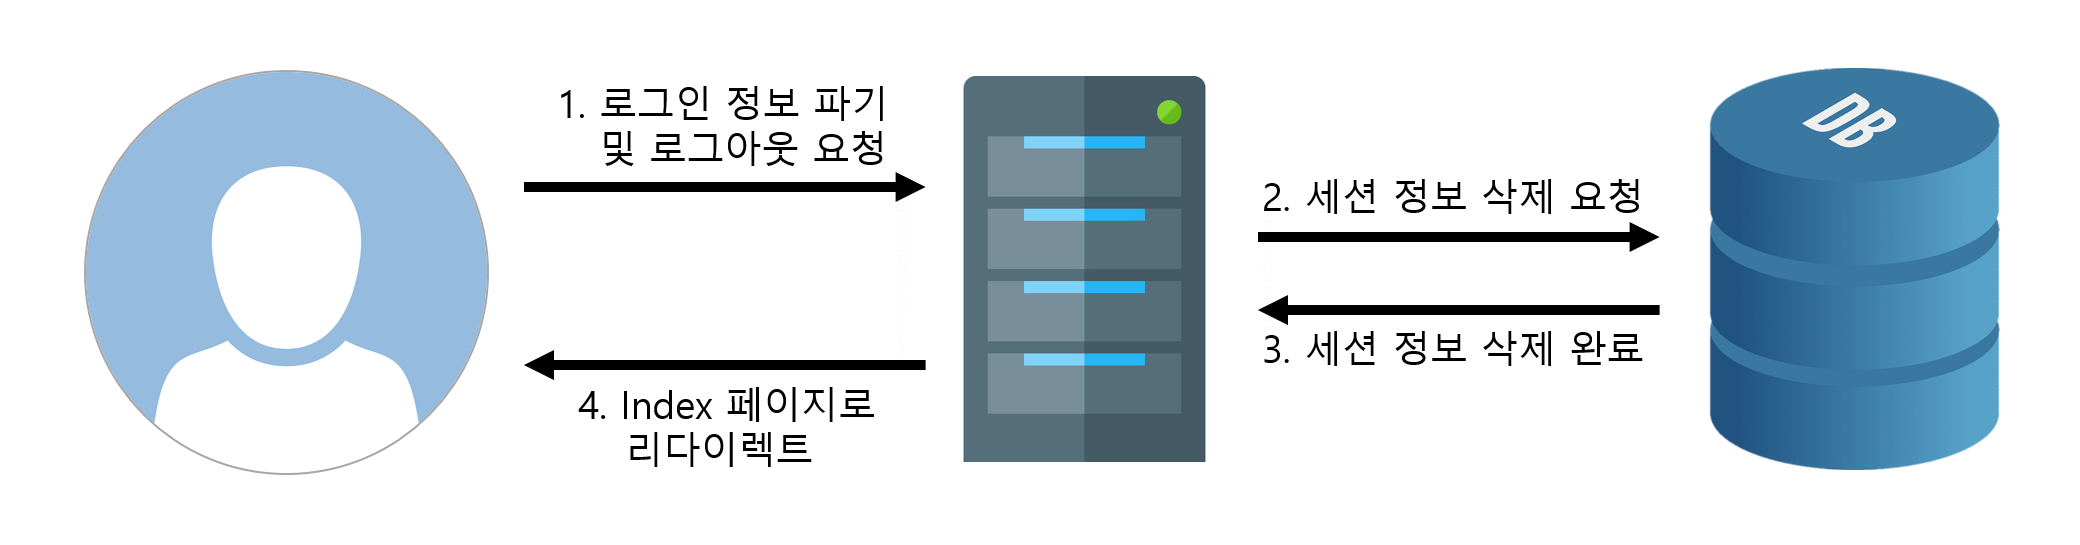 1. 로그인 정보 파기
및 로그아웃 요청
2. 세션 정보 삭제 요청
3. 세션 정보 삭제 완료
4. Index 페이지로
리다이렉트
DB